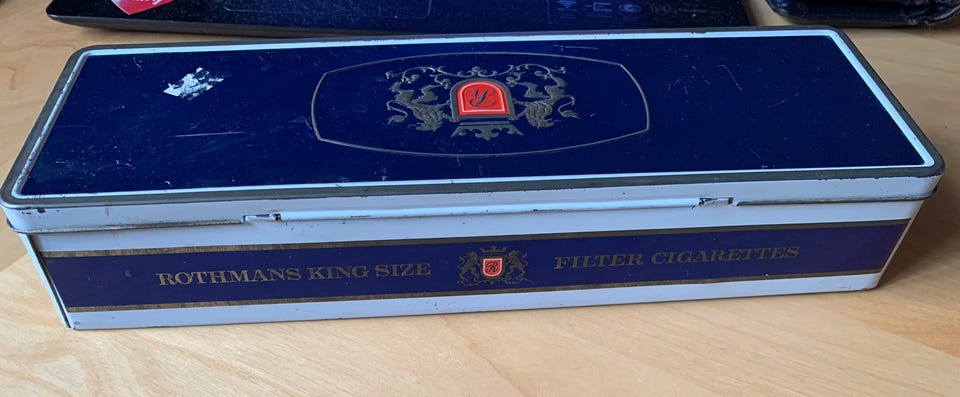 R
ROTHMANS KING SIZE R FILTER CIGARETTES